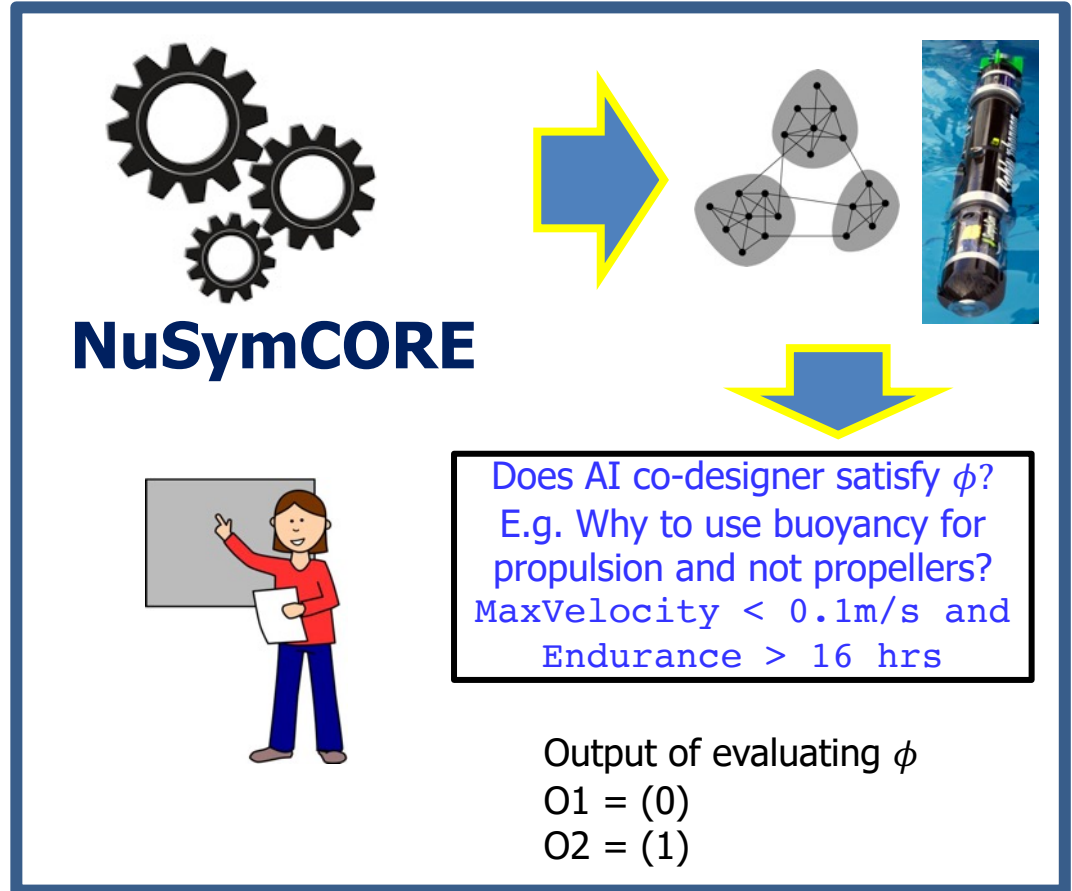 NuSymCORE
Does AI co-designer satisfy ϕ?
E.g. Why to use buoyancy for
propulsion and not propellers?
MaxVelocity < 0.1m/s and
Endurance > 16 hrs
Output of evaluating ϕ
O1 = (0)
O2 = (1)